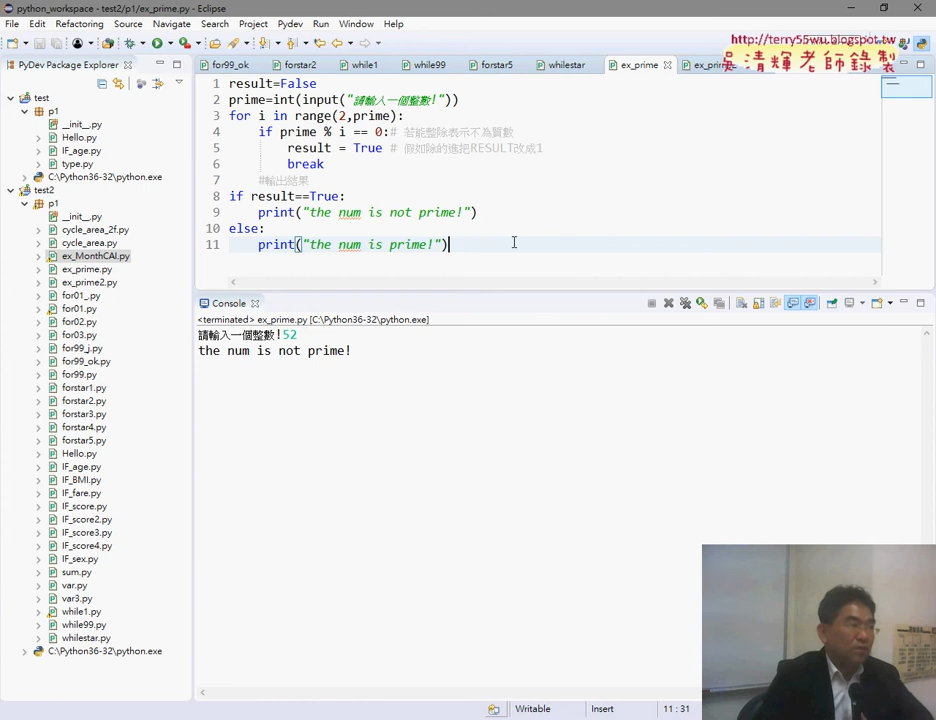 python_workspace - test2/p1/ex_prime.py - Eclipse
File Edit Refactoring Source Navigate Search Project Pydev Run Window Help
http://terry55wu.blogspot.tw
吳清輝老師錄製
PyDev Package Explorer
for99_ok forstar2 while1 while99 forstar5 whilestar ex_prime
test
p1
__init__.py
Hello.py
IF_age.py
type.py
C:\Python36-32\python.exe
test2
p1
__init__.py
cycle_area_2f.py
cycle_area.py
ex_MonthCAl.py
ex_prime.py
ex_prime2.py
for01_.py
for01.py
for02.py
for03.py
for99_j.py
for99_ok.py
for99.py
forstar1.py
forstar2.py
forstar3.py
forstar4.py
forstar5.py
Hello.py
IF_age.py
IF_BMI.py
IF_fare.py
IF_score.py
IF_score2.py
IF_score3.py
IF_score4.py
IF_sex.py
sum.py
var.py
var3.py
while1.py
while99.py
whilestar.py
C:\Python36-32\python.exe
1 result=False
2 prime=int(input("請輸入一個整數!"))
3 for i in range(2,prime):
4 if prime % i == 0:# 若能整除表示不為質數
5 result = True # 假如除的進把RESULT改成1
6 break
7 #輸出結果
8 if result==True:
9 print("the num is not prime!")
10 else:
11 print("the num is prime!")
Console
<terminated> ex_prime.py [C:\Python36-32\python.exe]
請輸入一個整數!52
the num is not prime!
Writable Insert 11 : 31